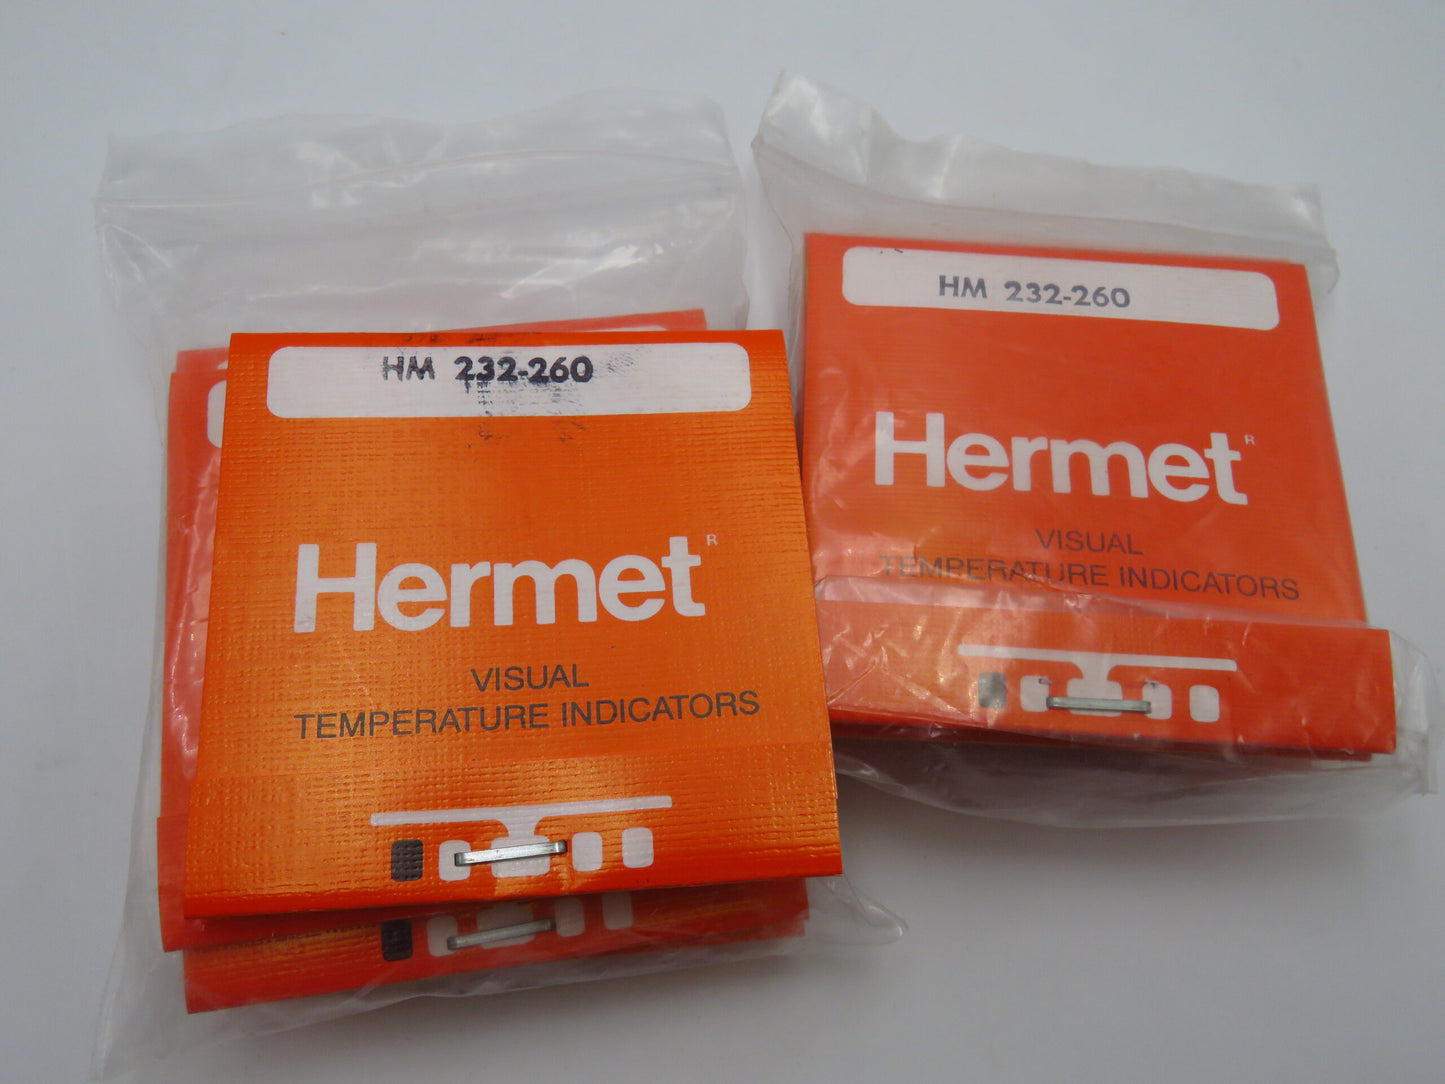 HM 232-260
Hermet R
VISUAL
TEMPERATURE INDICATORS
HM 232-260
Hermet R
VISUAL
TEMPERATURE INDICATORS